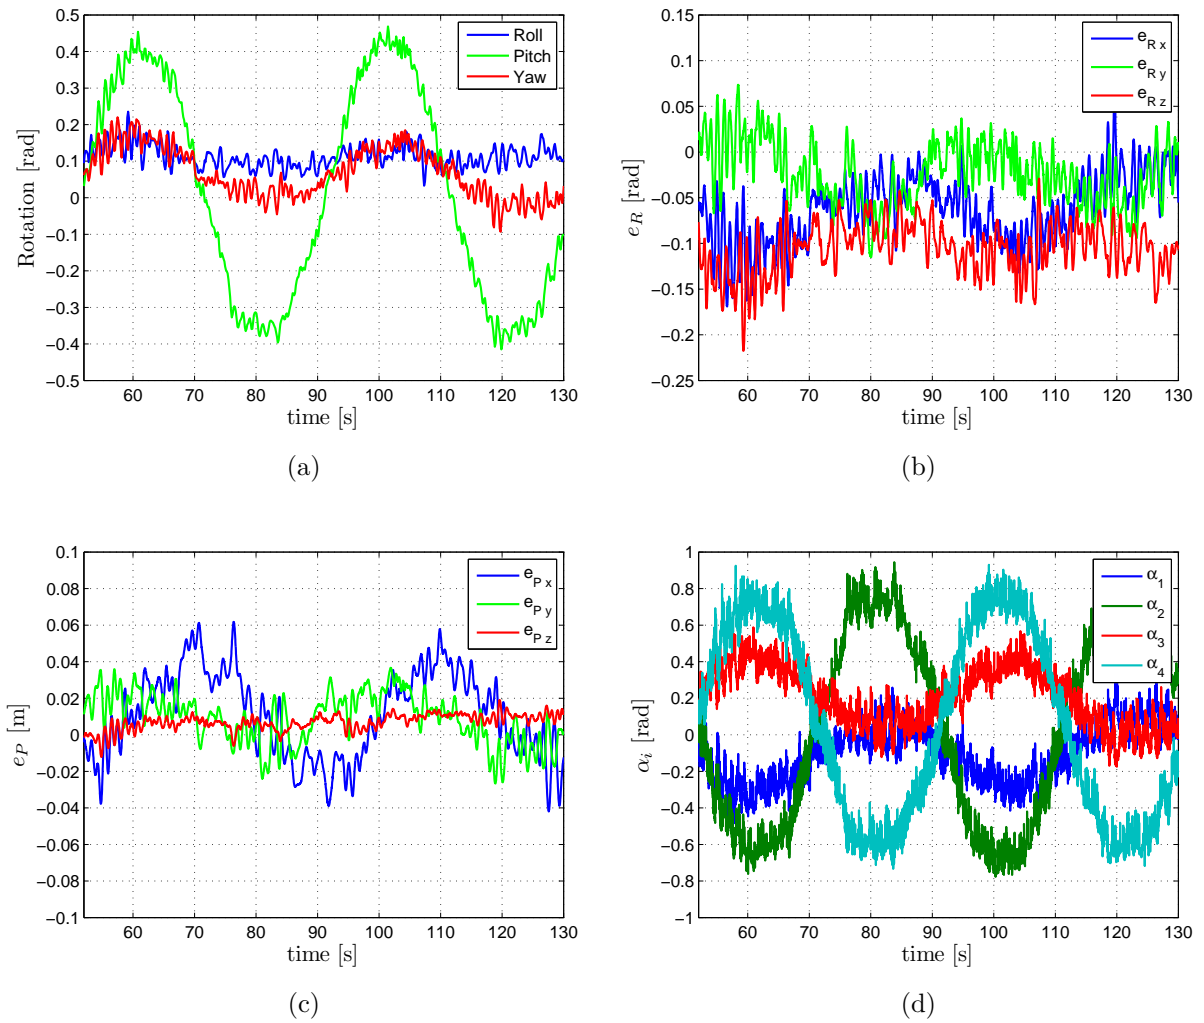 0.5
0.4
0.3
0.2
0.1
0
−0.1
−0.2
−0.3
−0.4
−0.5
Rotation [rad]
Roll
Pitch
Yaw
60 70 80 90 100 110 120 130
time [s]
(a)
0.15
0.1
0.05
0
−0.05
−0.1
−0.15
−0.2
−0.25
e_R [rad]
e_{R x}
e_{R y}
e_{R z}
60 70 80 90 100 110 120 130
time [s]
(b)
0.1
0.08
0.06
0.04
0.02
0
−0.02
−0.04
−0.06
−0.08
−0.1
e_P [m]
e_{P x}
e_{P y}
e_{P z}
60 70 80 90 100 110 120 130
time [s]
(c)
1
0.8
0.6
0.4
0.2
0
−0.2
−0.4
−0.6
−0.8
−1
α_i [rad]
α_1
α_2
α_3
α_4
60 70 80 90 100 110 120 130
time [s]
(d)